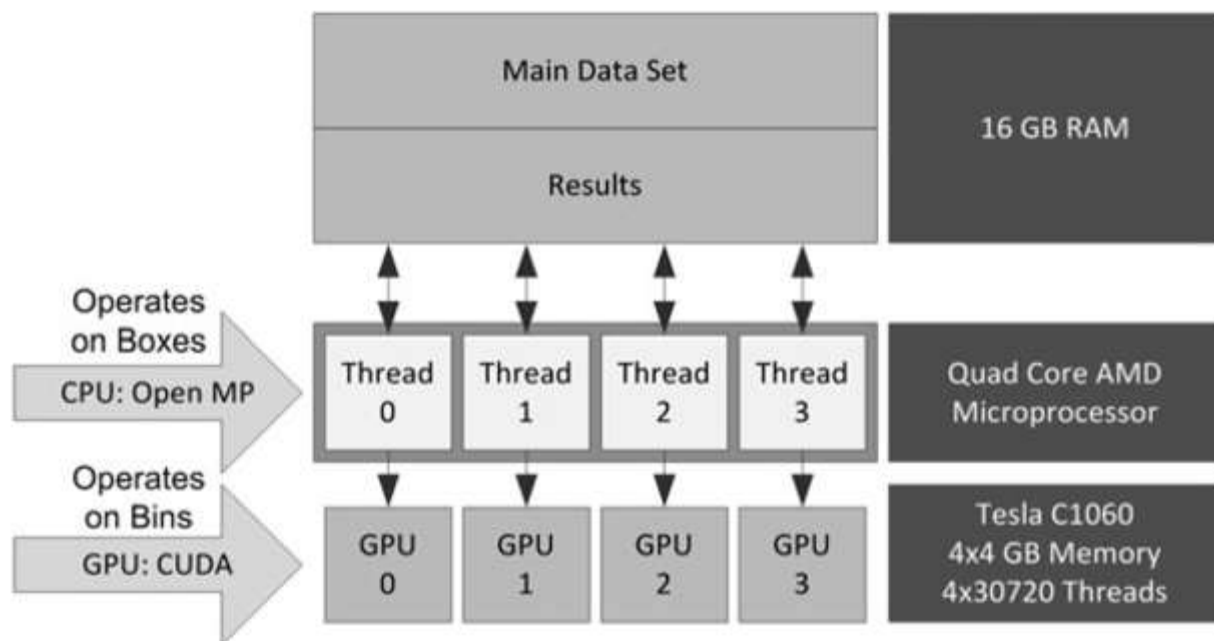 Main Data Set
16 GB RAM
Results
Operates
on Boxes
CPU: Open MP
Thread
0
Thread
1
Thread
2
Thread
3
Quad Core AMD
Microprocessor
Operates
on Bins
GPU: CUDA
GPU
0
GPU
1
GPU
2
GPU
3
Tesla C1060
4x4 GB Memory
4x30720 Threads